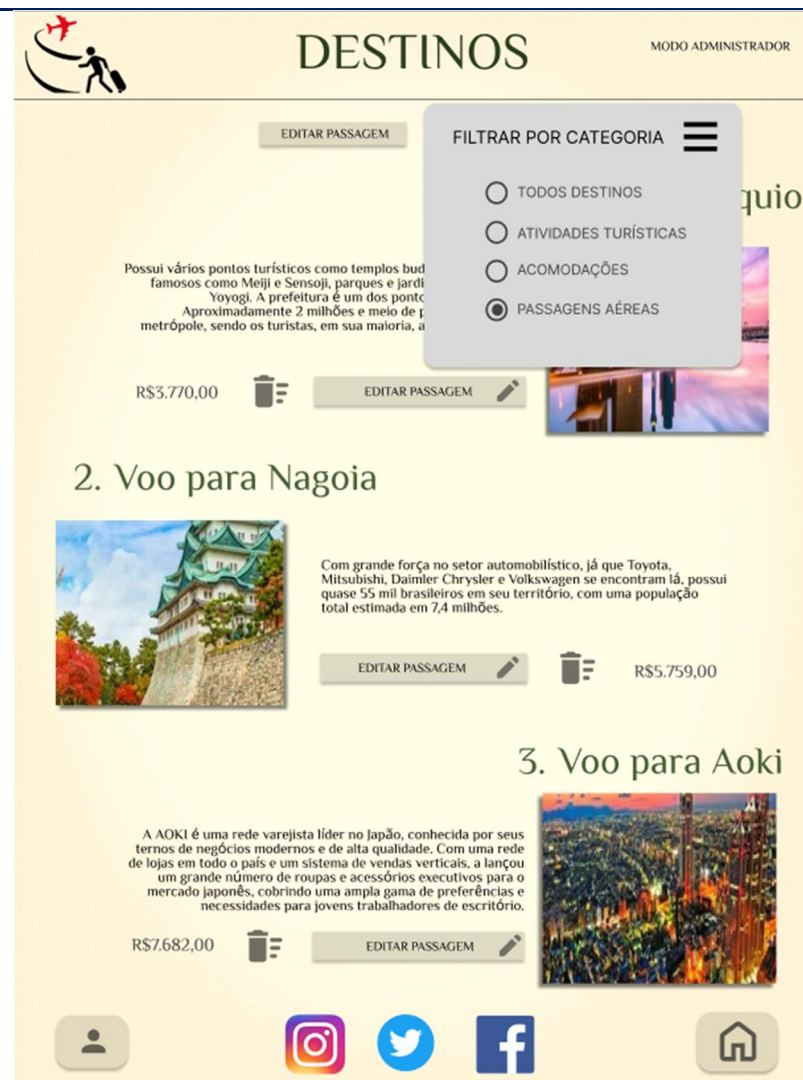 DESTINOS
MODO ADMINISTRADOR
EDITAR PASSAGEM
FILTRAR POR CATEGORIA
TODOS DESTINOS
ATIVIDADES TURÍSTICAS
ACOMODAÇÕES
PASSAGENS AÉREAS
quio
Possui vários pontos turísticos como templos bud
famosos como Meiji e Sensoji, parques e jardi
Yoyogi. A prefeitura é um dos ponto
Aproximadamente 2 milhões e meio de p
metrópole, sendo os turistas, em sua maioria, a
R$3.770,00
EDITAR PASSAGEM
2. Voo para Nagoia
Com grande força no setor automobilístico, já que Toyota,
Mitsubishi, Daimler Chrysler e Volkswagen se encontram lá, possui
quase 55 mil brasileiros em seu território, com uma população
total estimada em 7,4 milhões.
EDITAR PASSAGEM
R$5.759,00
3. Voo para Aoki
A AOKI é uma rede varejista líder no Japão, conhecida por seus
ternos de negócios modernos e de alta qualidade. Com uma rede
de lojas em todo o país e um sistema de vendas verticais, a lançou
um grande número de roupas e acessórios executivos para o
mercado japonês, cobrindo uma ampla gama de preferências e
necessidades para jovens trabalhadores de escritório.
R$7.682,00
EDITAR PASSAGEM